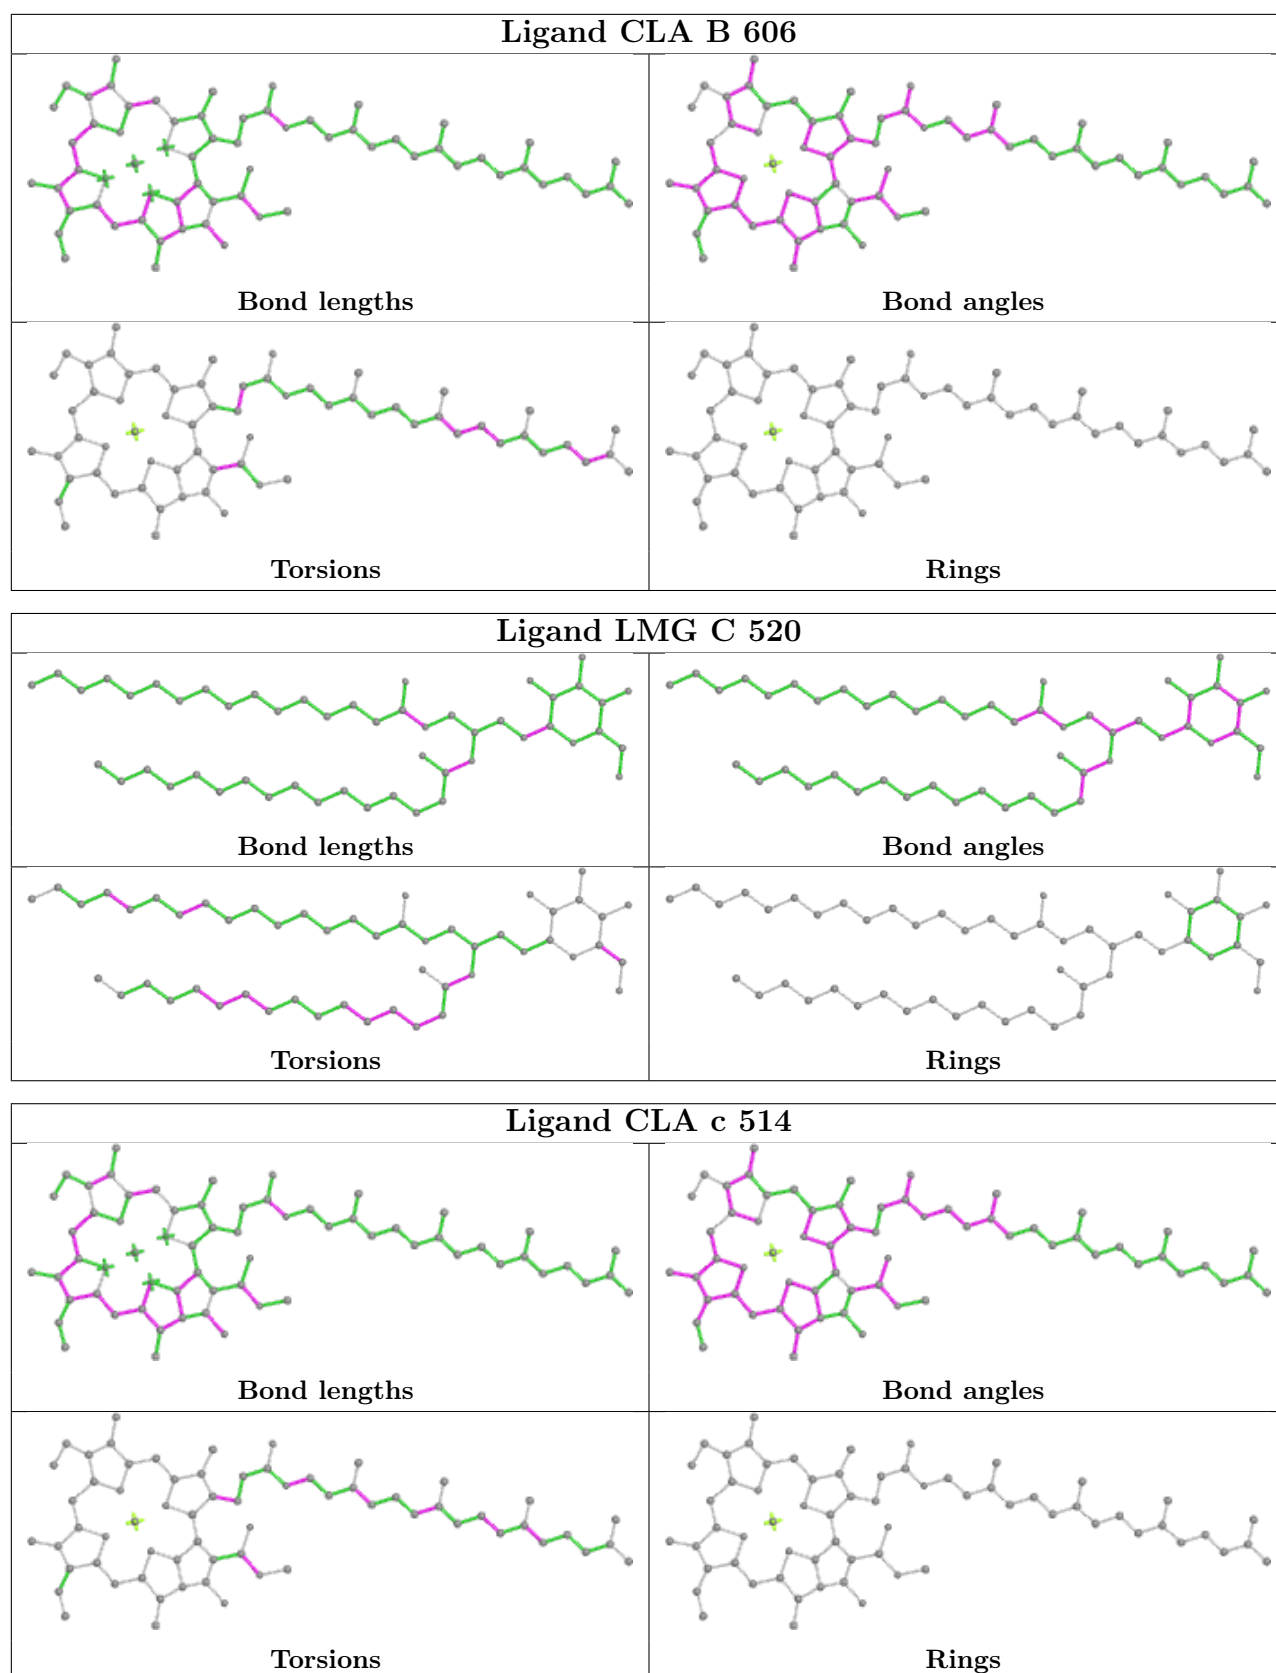 Ligand CLA B 606
Bond lengths
Bond angles
Torsions
Rings
Ligand LMG C 520
Bond lengths
Bond angles
Torsions
Rings
Ligand CLA c 514
Bond lengths
Bond angles
Torsions
Rings